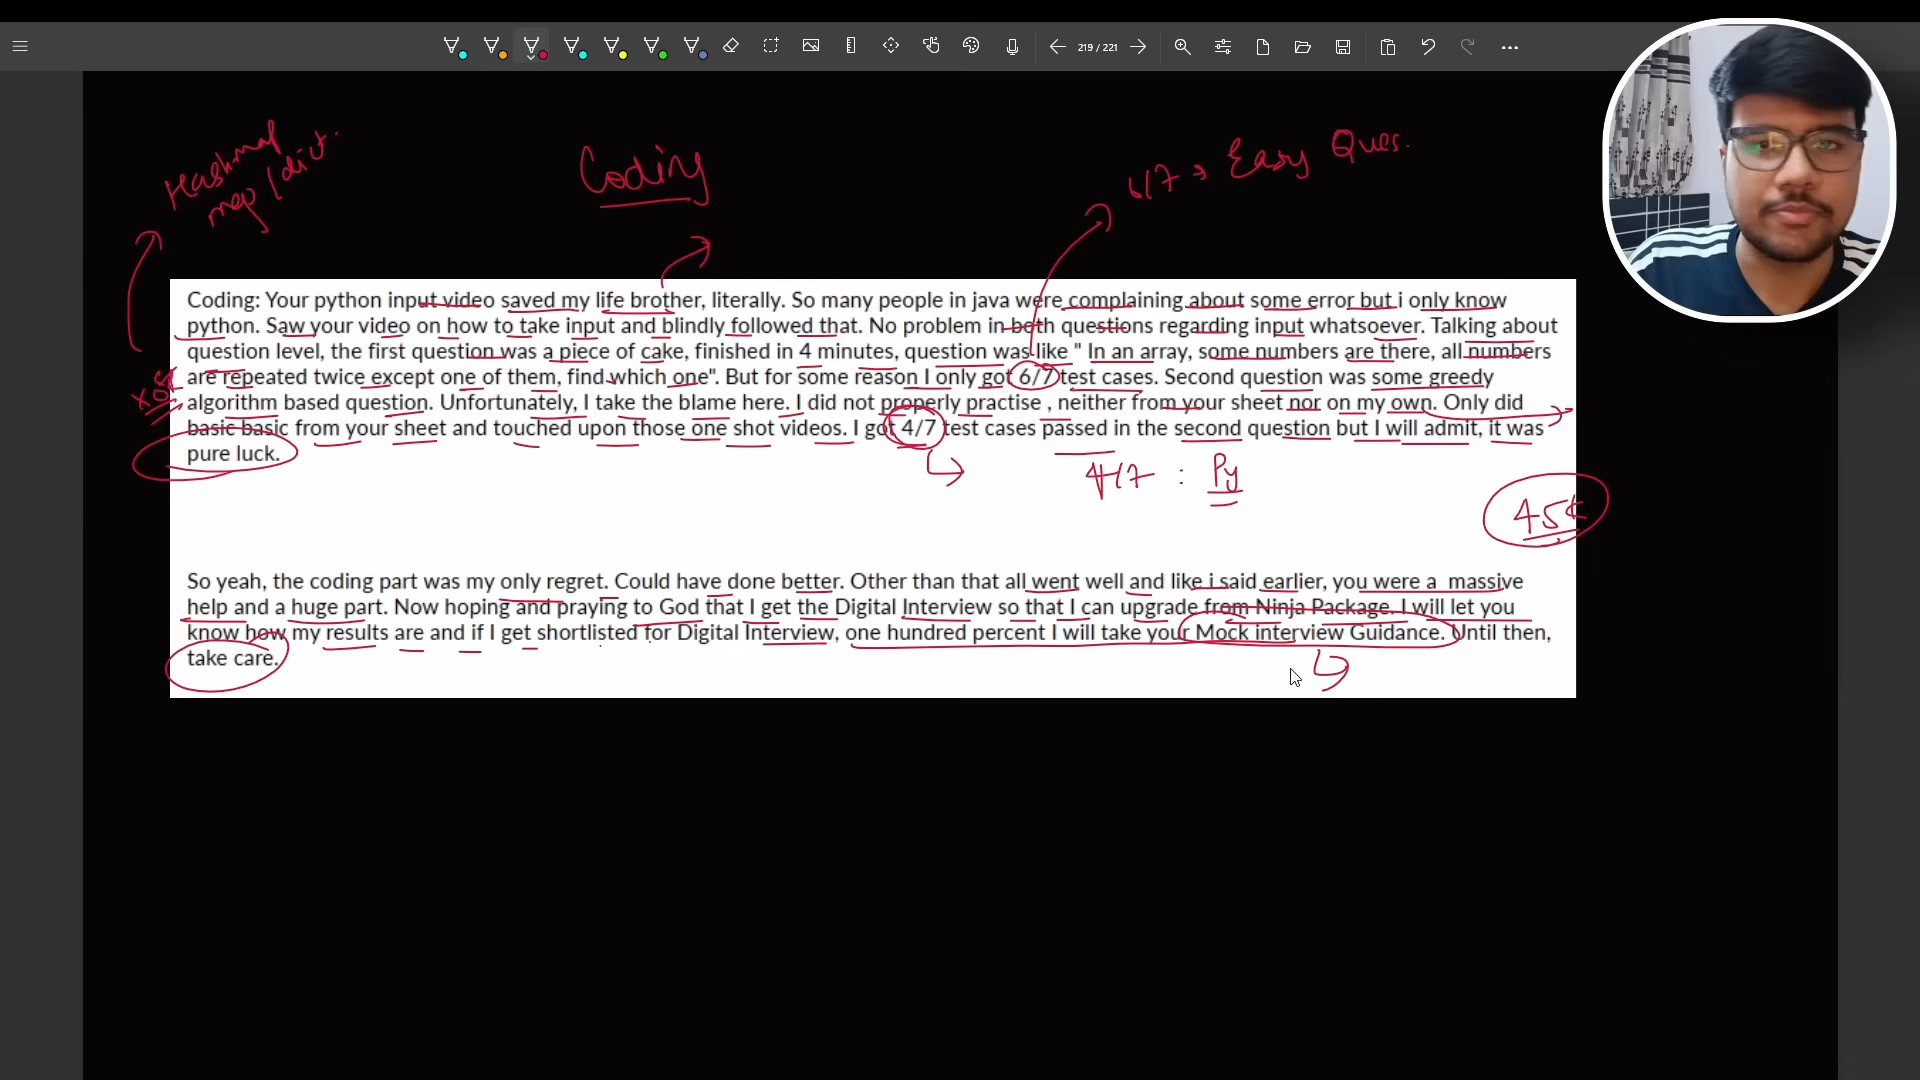 219 / 221
Hashmap
map / dict.
Coding
6/7 → Easy Ques.
Coding: Your python input video saved my life brother, literally. So many people in java were complaining about some error but i only know
python. Saw your video on how to take input and blindly followed that. No problem in both questions regarding input whatsoever. Talking about
question level, the first question was a piece of cake, finished in 4 minutes, question was like " In an array, some numbers are there, all numbers
are repeated twice except one of them, find which one". But for some reason I only got 6/7 test cases. Second question was some greedy
XOR
algorithm based question. Unfortunately, I take the blame here. I did not properly practise , neither from your sheet nor on my own. Only did
basic basic from your sheet and touched upon those one shot videos. I got 4/7 test cases passed in the second question but I will admit, it was
pure luck.
4/7 : Py
So yeah, the coding part was my only regret. Could have done better. Other than that all went well and like i said earlier, you were a massive
help and a huge part. Now hoping and praying to God that I get the Digital Interview so that I can upgrade from Ninja Package. I will let you
know how my results are and if I get shortlisted for Digital Interview, one hundred percent I will take your Mock interview Guidance. Until then,
take care.